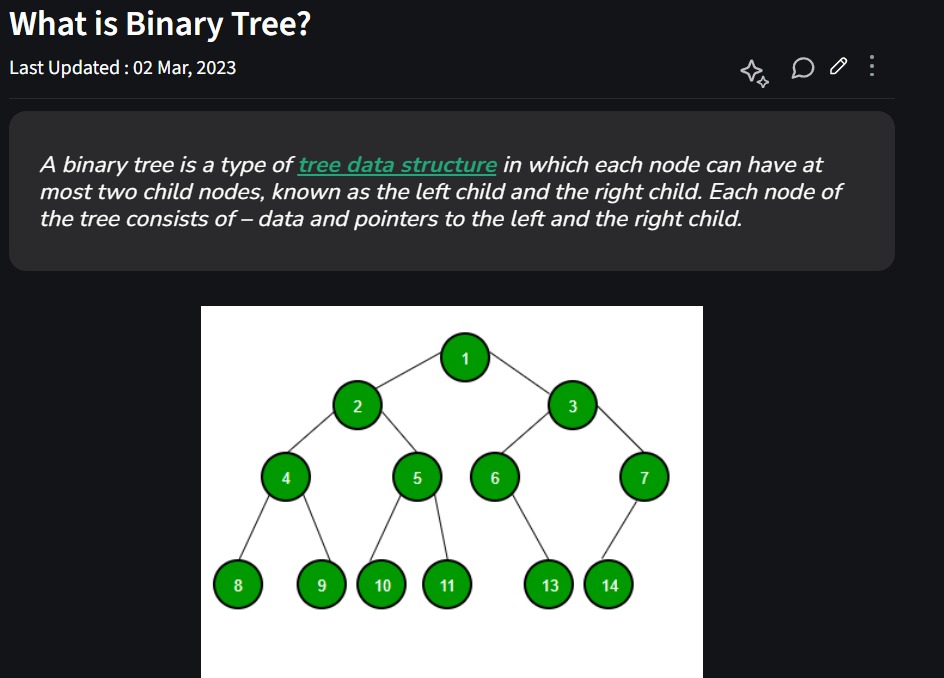 What is Binary Tree?
Last Updated : 02 Mar, 2023
A binary tree is a type of tree data structure in which each node can have at
most two child nodes, known as the left child and the right child. Each node of
the tree consists of – data and pointers to the left and the right child.
1
2 3
4 5 6 7
8 9 10 11 13 14